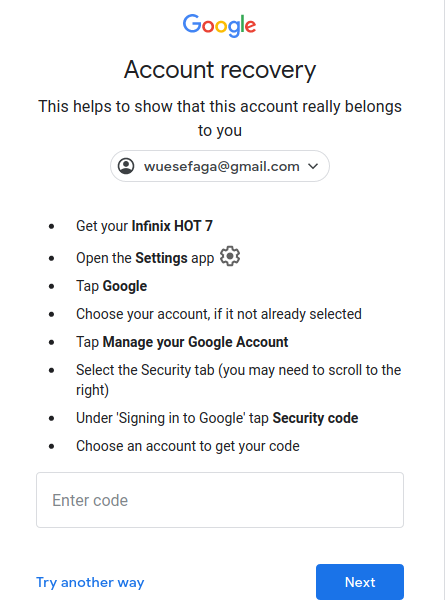 Google
Account recovery
This helps to show that this account really belongs
to you
wuesefaga@gmail.com
Get your Infinix HOT 7
Open the Settings app
Tap Google
Choose your account, if it not already selected
Tap Manage your Google Account
Select the Security tab (you may need to scroll to the
right)
Under 'Signing in to Google' tap Security code
Choose an account to get your code
Enter code
Try another way
Next